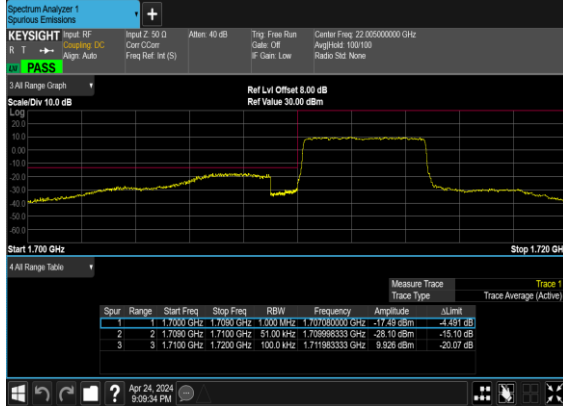 Spectrum Analyzer 1
Spurious Emissions
+
KEYSIGHT Input: RF Input Z: 50 Ω Atten: 40 dB Trig: Free Run Center Freq: 22.005000000 GHz
R T Coupling: DC Corr CCorr Gate: Off Avg|Hold: 100/100
Align: Auto Freq Ref: Int (S) IF Gain: Low Radio Std: None
LXI PASS
3 All Range Graph
Ref Lvl Offset 8.00 dB
Scale/Div 10.0 dB Ref Value 30.00 dBm
Log
20.0
10.0
0.00
-10.0
-20.0
-30.0
-40.0
-50.0
-60.0
Start 1.700 GHz Stop 1.720 GH
4 All Range Table
Measure Trace Trace 1
Trace Type Trace Average (Active)
Spur Range Start Freq Stop Freq RBW Frequency Amplitude ΔLimit
1 1 1.7000 GHz 1.7090 GHz 1.000 MHz 1.707080000 GHz -17.49 dBm -4.491 dB
2 2 1.7090 GHz 1.7100 GHz 51.00 kHz 1.709998333 GHz -28.10 dBm -15.10 dB
3 3 1.7100 GHz 1.7200 GHz 100.0 kHz 1.711983333 GHz 9.926 dBm -20.07 dB
?
Apr 24, 2024
9:09:34 PM